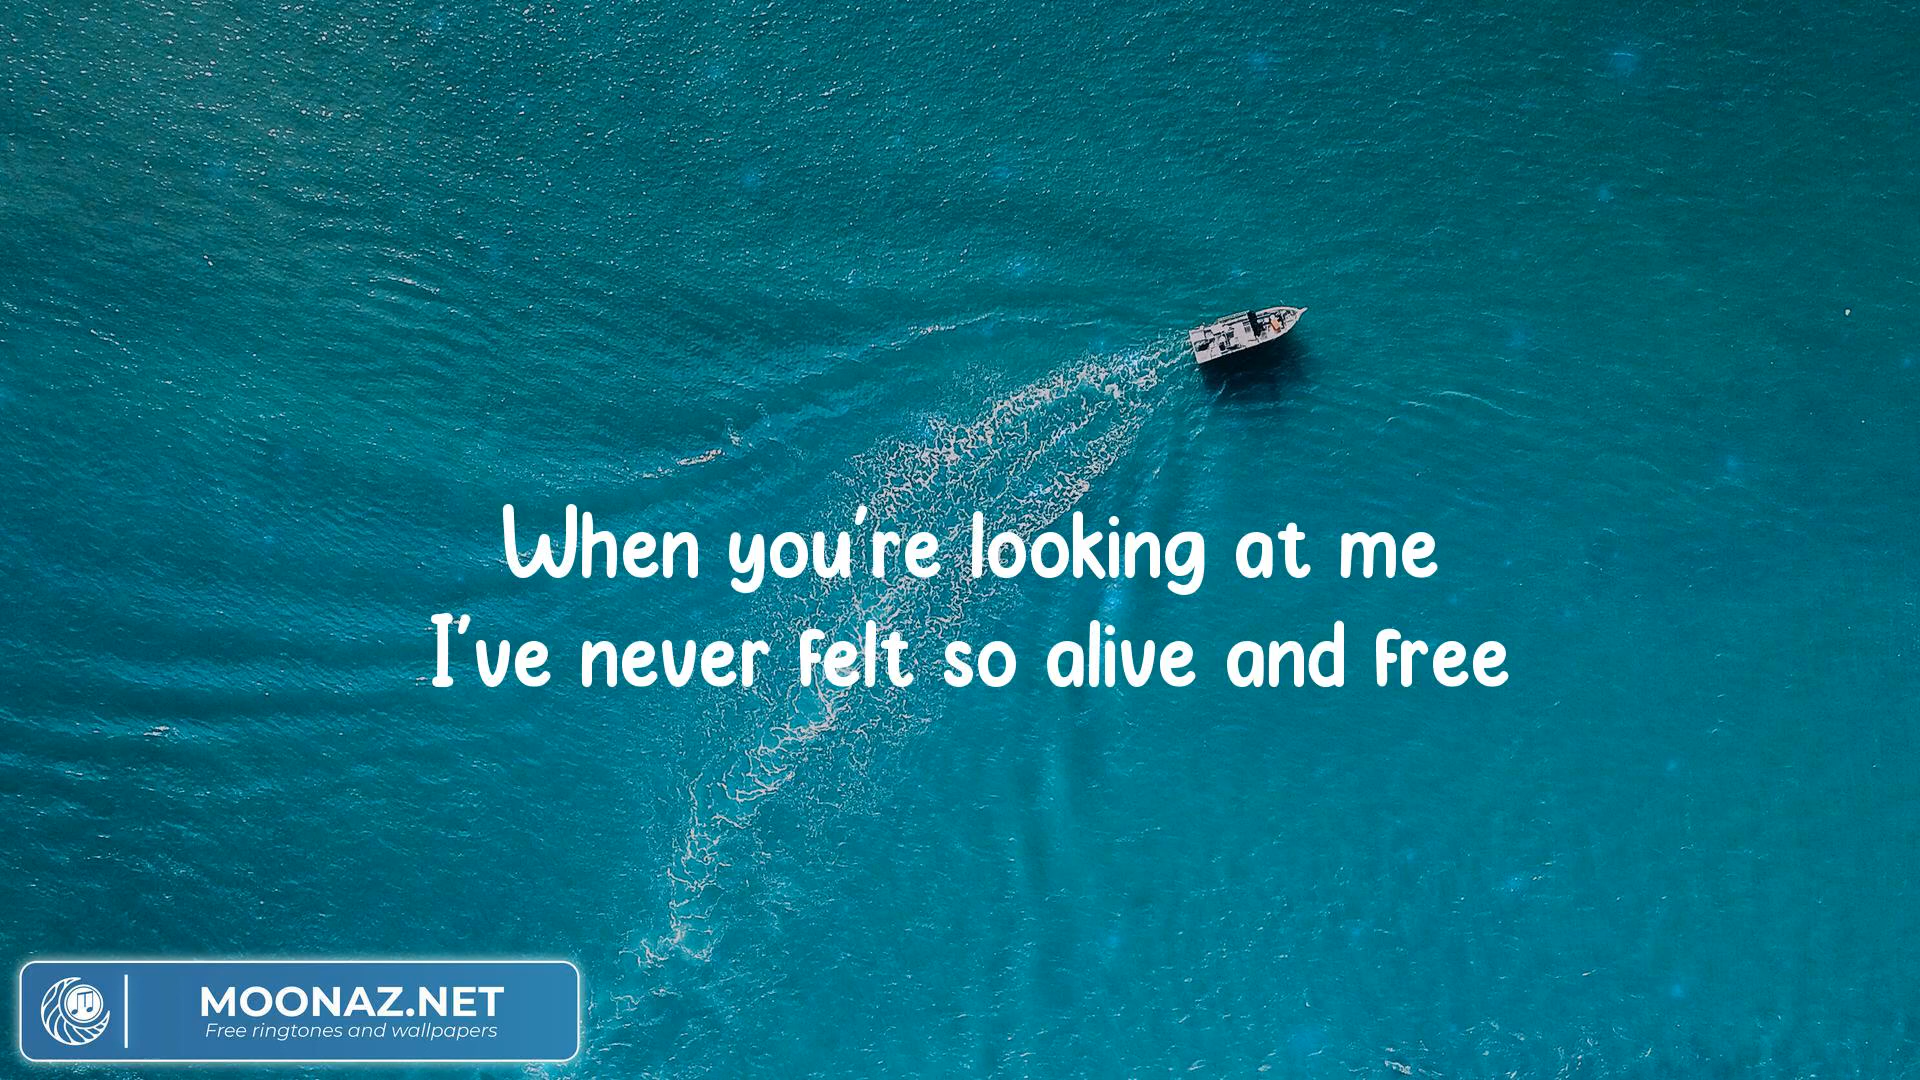 When you're looking at me
I've never felt so alive and free
MOONAZ.NET
Free ringtones and wallpapers